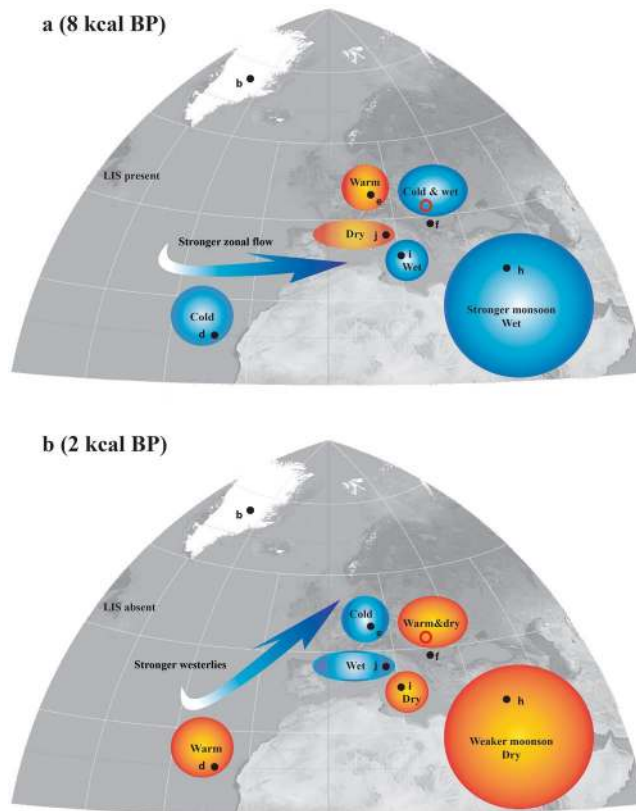 a (8 kcal BP)
b
LIS present
Warm
e
Cold & wet
f
Dry
j
i
Wet
Stronger zonal flow
h
Cold
d
Stronger monsoon
Wet
b (2 kcal BP)
b
LIS absent
Cold
e
Warm&dry
f
Wet
j
i
Dry
Stronger westerlies
h
Warm
d
Weaker moonson
Dry